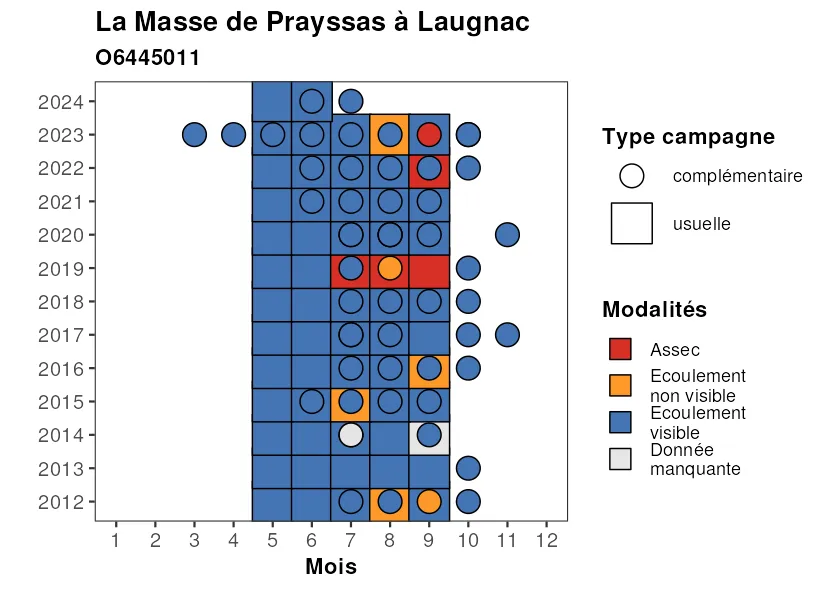 La Masse de Prayssas à Laugnac
O6445011
2024
2023
2022
2021
2020
2019
2018
2017
2016
2015
2014
2013
2012
1 2 3 4 5 6 7 8 9 10 11 12
Mois
Type campagne
complémentaire
usuelle
Modalités
Assec
Ecoulement
non visible
Ecoulement
visible
Donnée
manquante